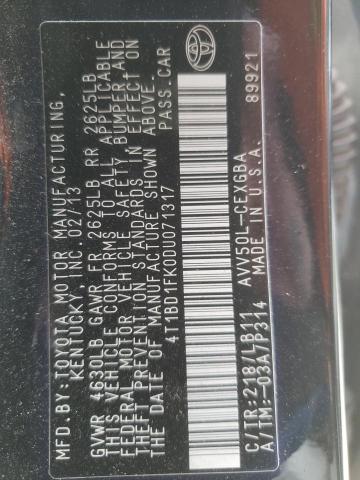 MFD. BY: TOYOTA MOTOR MANUFACTURING,
KENTUCKY, INC. 02/13
GVWR 4630LB GAWR FR 2625LB RR 2625LB
THIS VEHICLE CONFORMS TO ALL APPLICABLE
FEDERAL MOTOR VEHICLE SAFETY, BUMPER, AND
THEFT PREVENTION STANDARDS IN EFFECT ON
THE DATE OF MANUFACTURE SHOWN ABOVE.
4T1BD1FK0DU071317 PASS.CAR
C/TR:218/LB11 AVV50L-CEXGBA
A/TM:-03A/P314 MADE IN U.S.A. 89921